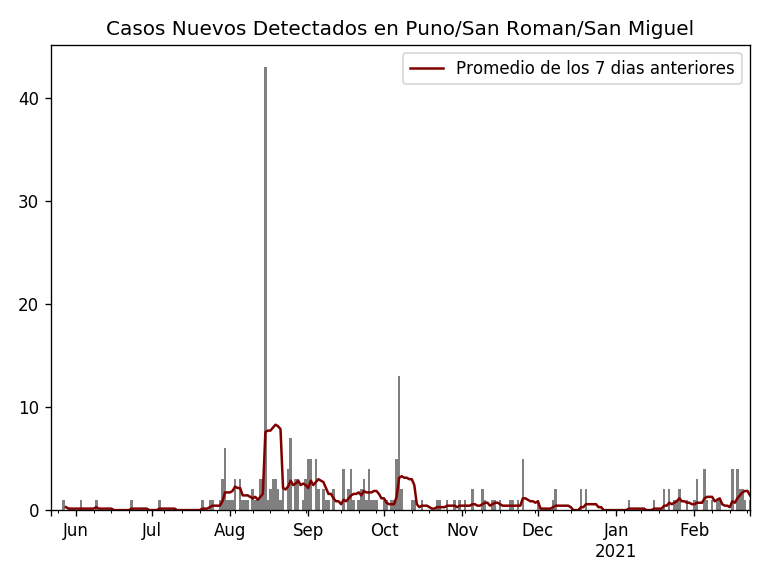 Casos Nuevos Detectados en Puno/San Roman/San Miguel
Promedio de los 7 dias anteriores
40
30
20
10
0
Jun Jul Aug Sep Oct Nov Dec Jan Feb
2021